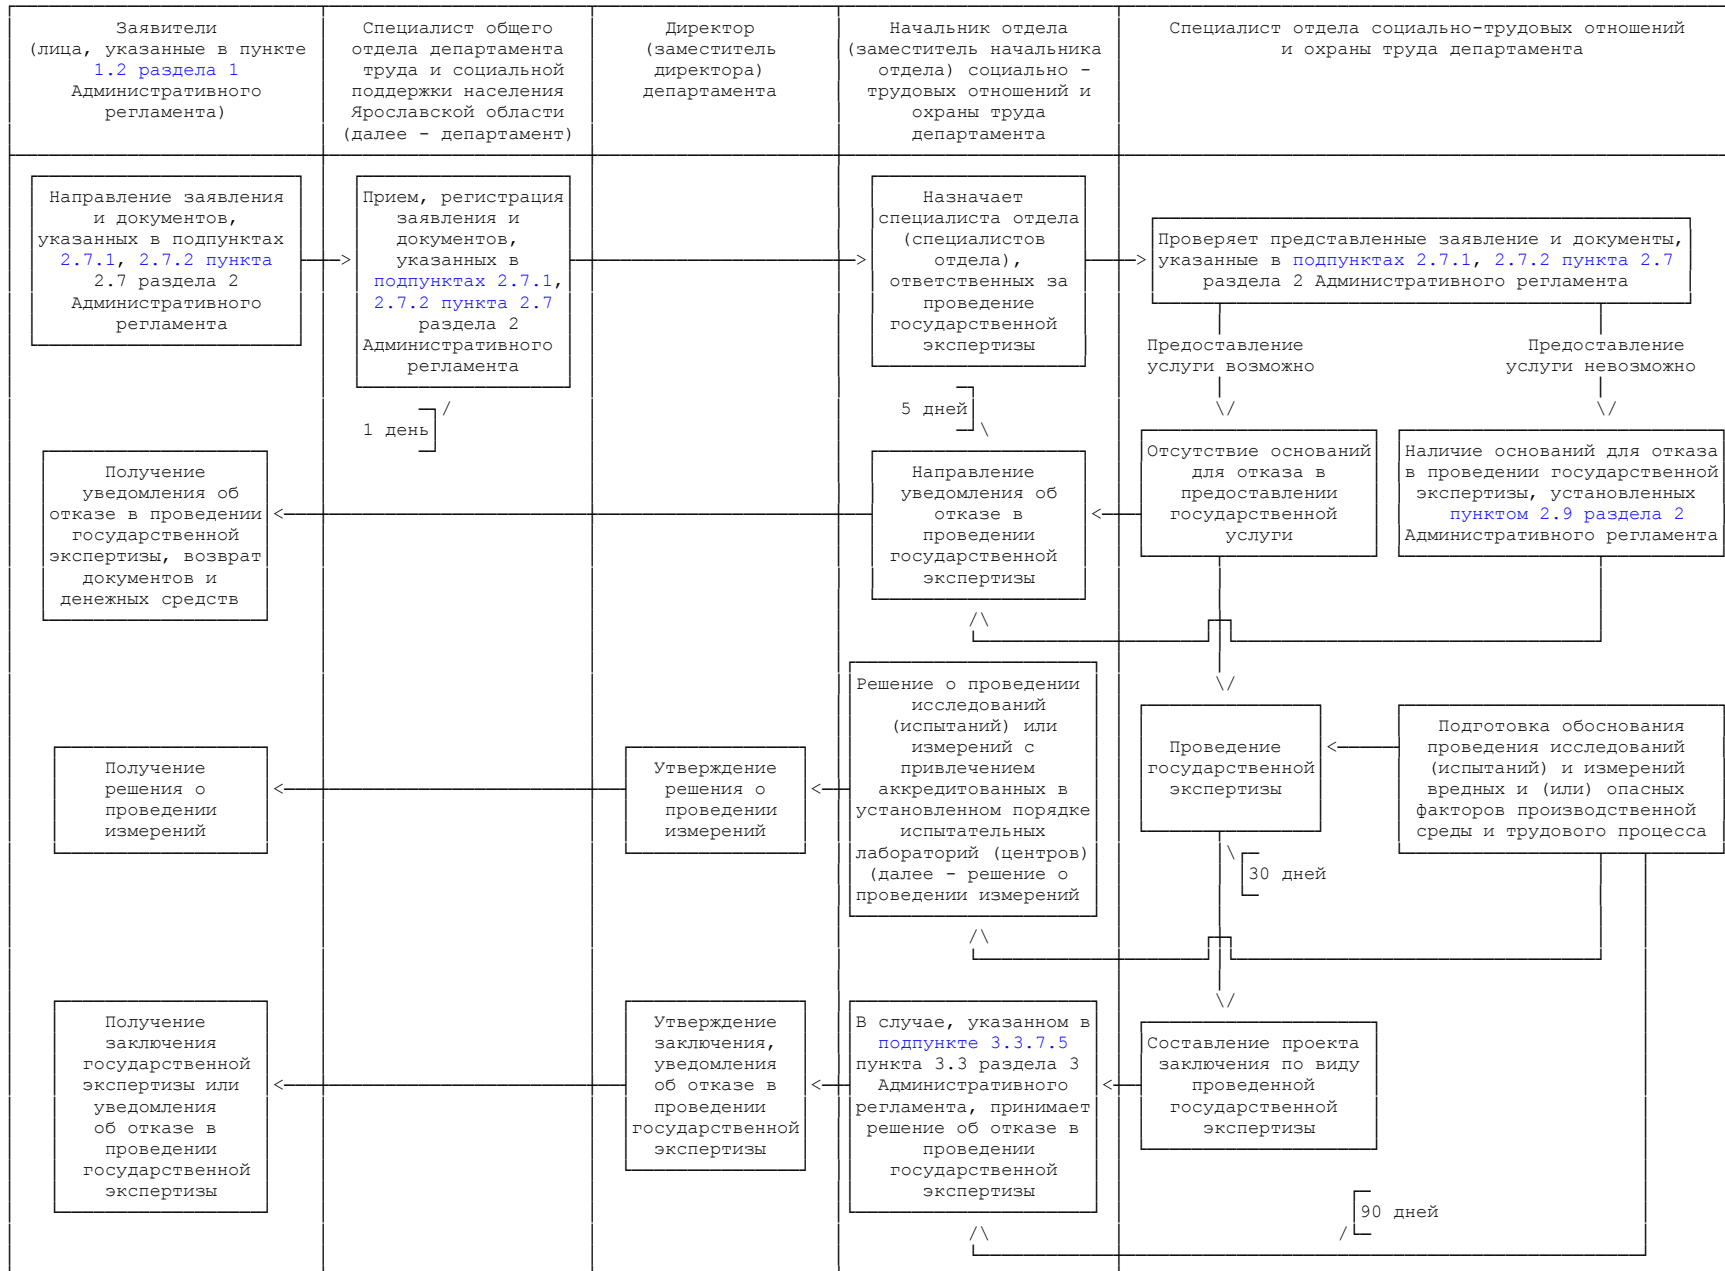 Заявители
(лица, указанные в пункте
1.2 раздела 1
Административного
регламента)
Специалист общего
отдела департамента
труда и социальной
поддержки населения
Ярославской области
(далее - департамент)
Директор
(заместитель
директора)
департамента
Начальник отдела
(заместитель начальника
отдела) социально -
трудовых отношений и
охраны труда
департамента
Специалист отдела социально-трудовых отношений
и охраны труда департамента
Направление заявления
и документов,
указанных в подпунктах
2.7.1, 2.7.2 пункта
2.7 раздела 2
Административного
регламента
Прием, регистрация
заявления и
документов,
указанных в
подпунктах 2.7.1,
2.7.2 пункта 2.7
раздела 2
Административного
регламента
Назначает
специалиста отдела
(специалистов
отдела),
ответственных за
проведение
государственной
экспертизы
Проверяет представленные заявление и документы,
указанные в подпунктах 2.7.1, 2.7.2 пункта 2.7
раздела 2 Административного регламента
Предоставление
услуги возможно
Предоставление
услуги невозможно
1 день
5 дней
Получение
уведомления об
отказе в проведении
государственной
экспертизы, возврат
документов и
денежных средств
Направление
уведомления об
отказе в
проведении
государственной
экспертизы
Отсутствие оснований
для отказа в
предоставлении
государственной
услуги
Наличие оснований для отказа
в проведении государственной
экспертизы, установленных
пунктом 2.9 раздела 2
Административного регламента
Получение
решения о
проведении
измерений
Утверждение
решения о
проведении
измерений
Решение о проведении
исследований
(испытаний) или
измерений с
привлечением
аккредитованных в
установленном порядке
испытательных
лабораторий (центров)
(далее - решение о
проведении измерений
Проведение
государственной
экспертизы
Подготовка обоснования
проведения исследований
(испытаний) и измерений
вредных и (или) опасных
факторов производственной
среды и трудового процесса
30 дней
Получение
заключения
государственной
экспертизы или
уведомления
об отказе в
проведении
государственной
экспертизы
Утверждение
заключения,
уведомления
об отказе в
проведении
государственной
экспертизы
В случае, указанном в
подпункте 3.3.7.5
пункта 3.3 раздела 3
Административного
регламента, принимает
решение об отказе в
проведении
государственной
экспертизы
Составление проекта
заключения по виду
проведенной
государственной
экспертизы
90 дней